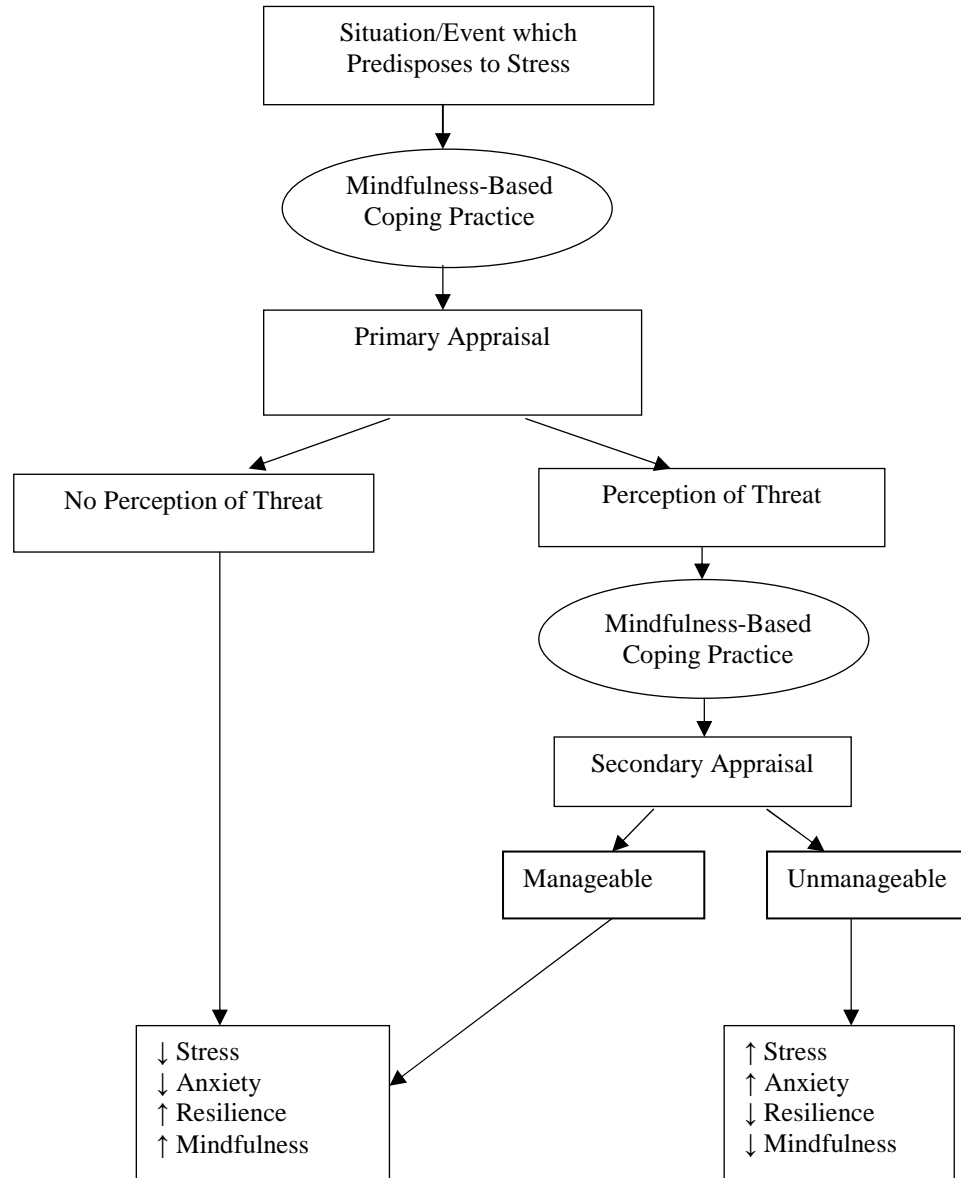 Situation/Event which
Predisposes to Stress
Mindfulness-Based
Coping Practice
Primary Appraisal
No Perception of Threat
Perception of Threat
Mindfulness-Based
Coping Practice
Secondary Appraisal
Manageable
Unmanageable
↓ Stress
↓ Anxiety
↑ Resilience
↑ Mindfulness
↑ Stress
↑ Anxiety
↓ Resilience
↓ Mindfulness